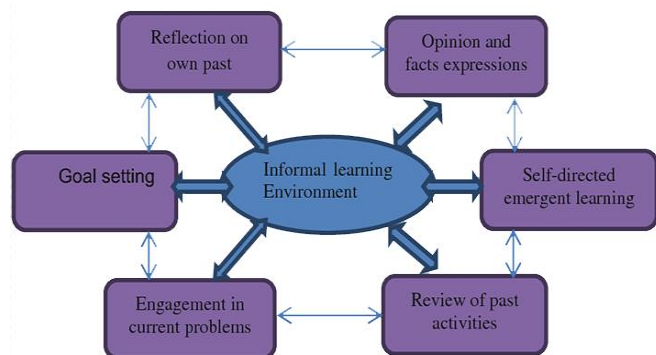 Reflection on
own past
Opinion and
facts expressions
Goal setting
Informal learning
Environment
Self-directed
emergent learning
Engagement in
current problems
Review of past
activities